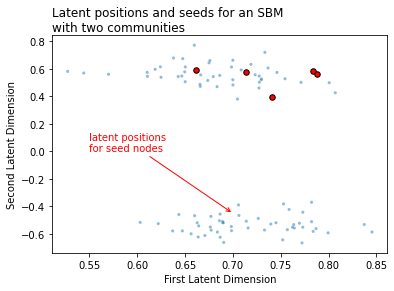 Latent positions and seeds for an SBM
with two communities
Second Latent Dimension
0.8
0.6
0.4
0.2
0.0
−0.2
−0.4
−0.6
latent positions
for seed nodes
0.55
0.60
0.65
0.70
0.75
0.80
0.85
First Latent Dimension